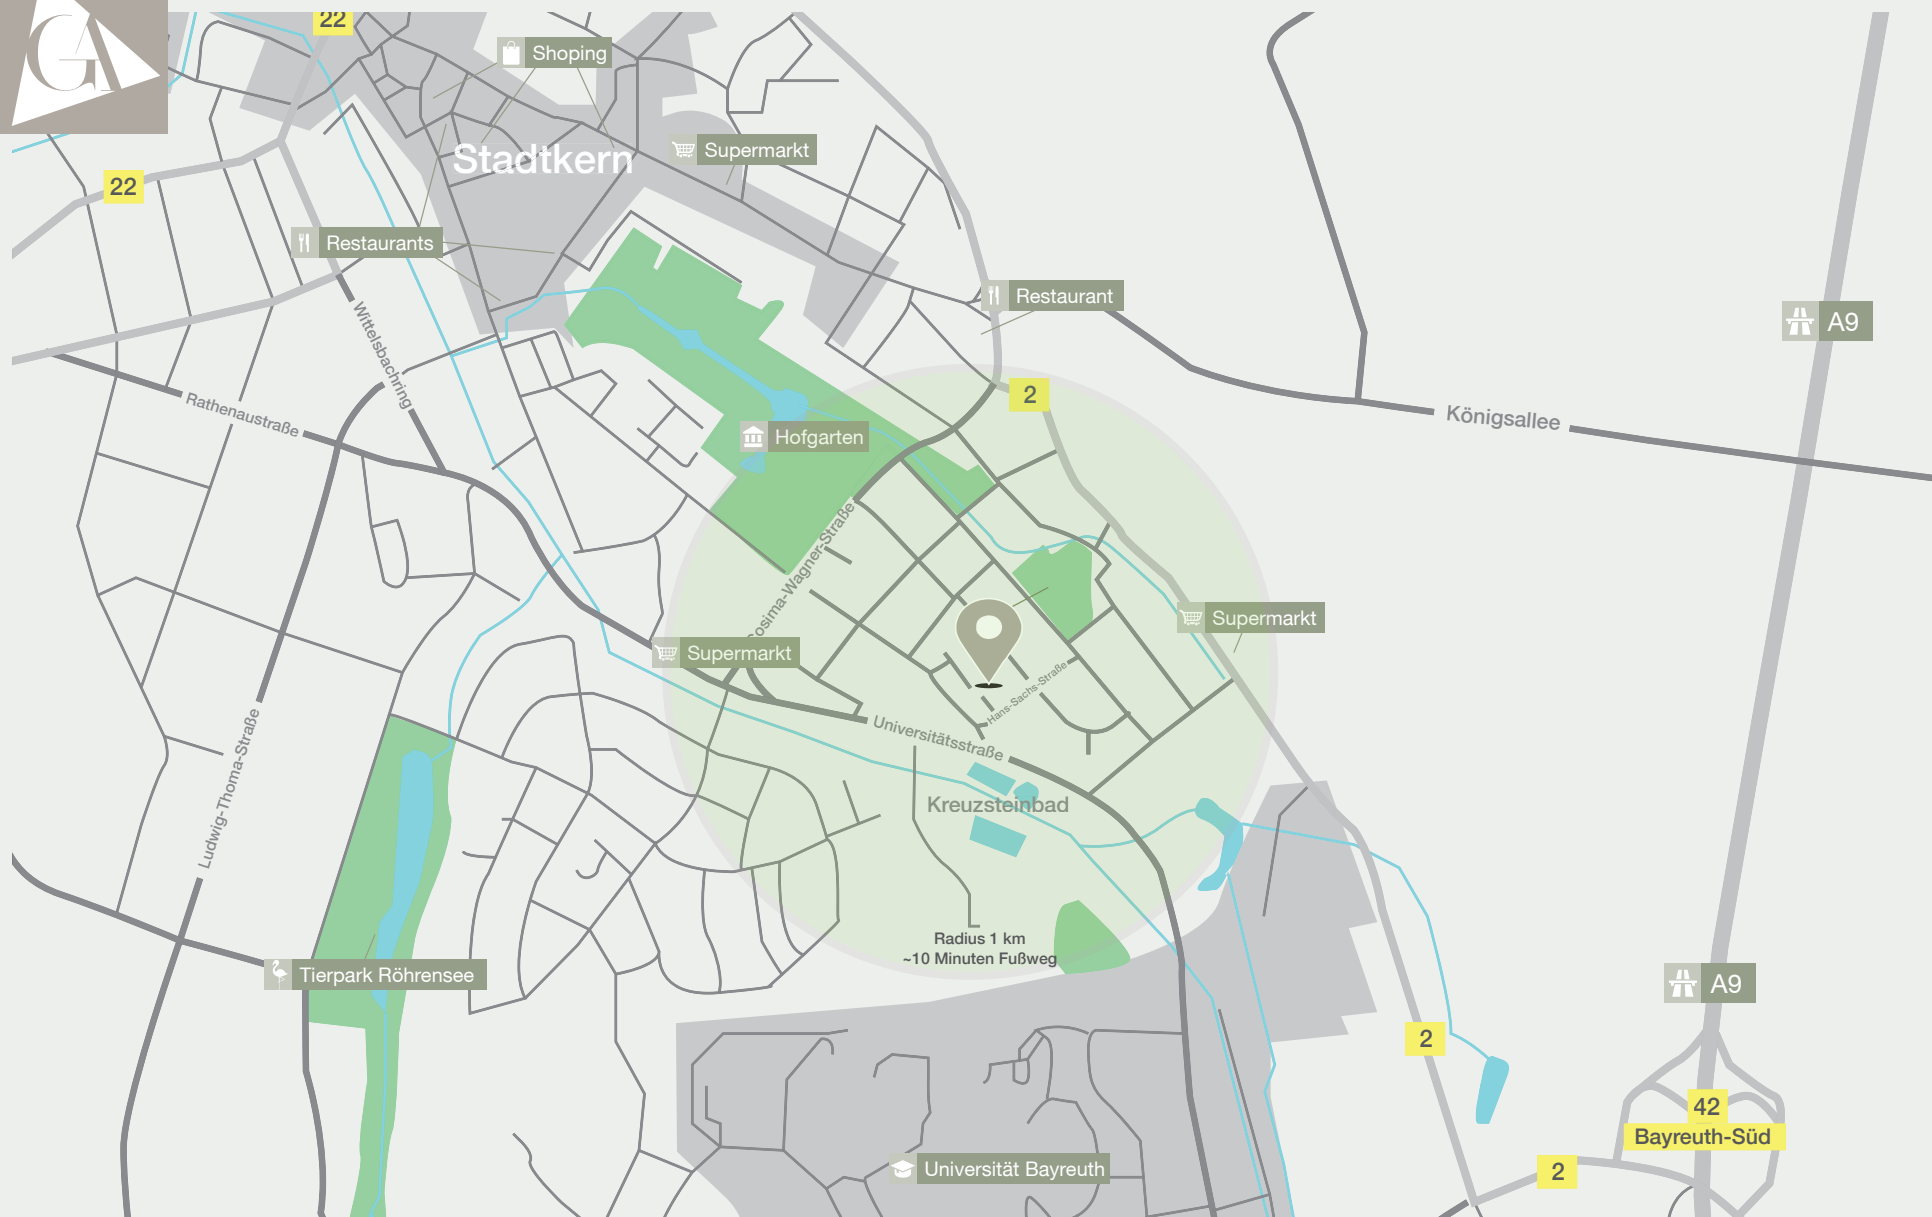 GA
22
Shoping
Stadtkern
Supermarkt
22
Restaurants
Restaurant
A9
Wittelsbachring
2
Rathenaustraße
Königsallee
Hofgarten
Cosima-Wagner-Straße
Supermarkt
Supermarkt
Hans-Sachs-Straße
Ludwig-Thoma-Straße
Universitätsstraße
Kreuzsteinbad
Radius 1 km
~10 Minuten Fußweg
Tierpark Röhrensee
A9
2
42
Bayreuth-Süd
Universität Bayreuth
2